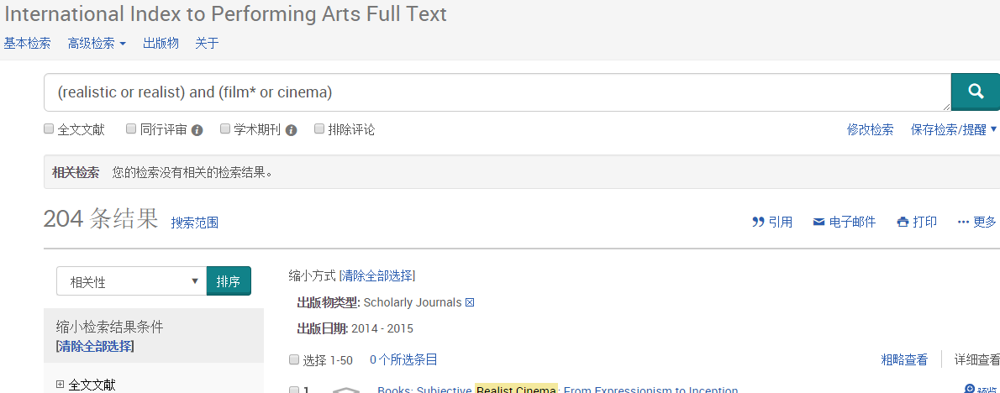 International Index to Performing Arts Full Text
基本检索 高级检索 出版物 关于
(realistic or realist) and (film* or cinema)
全文文献 同行评审 学术期刊 排除评论 修改检索 保存检索/提醒
相关检索 您的检索没有相关的检索结果。
204 条结果 搜索范围 引用 电子邮件 打印 更多
相关性 排序 缩小方式 [清除全部选择]
出版物类型: Scholarly Journals
缩小检索结果条件 出版日期: 2014 - 2015
[清除全部选择]
选择 1-50 0 个所选条目 粗略查看 详细查看
全文文献 1 Books: Subjective Realist Cinema: From Expressionism to Inception 预览